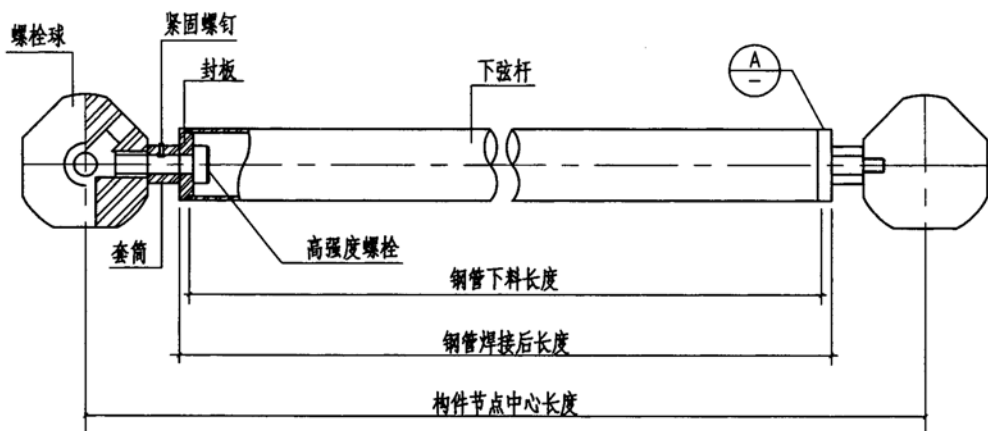 紧固螺钉
螺栓球
封板
下弦杆
A
套筒
高强度螺栓
钢管下料长度
钢管焊接后长度
构件节点中心长度